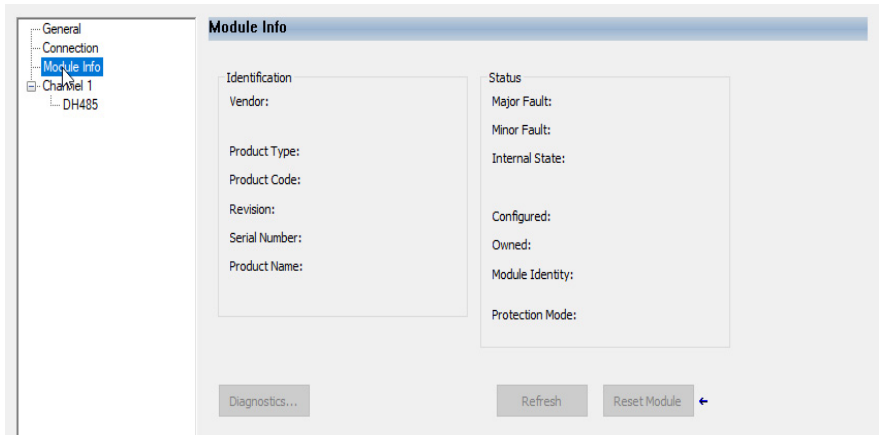 General
Connection
Module Info
Channel 1
DH485
Module Info
Identification
Vendor:
Product Type:
Product Code:
Revision:
Serial Number:
Product Name:
Status
Major Fault:
Minor Fault:
Internal State:
Configured:
Owned:
Module Identity:
Protection Mode:
Diagnostics...
Refresh
Reset Module